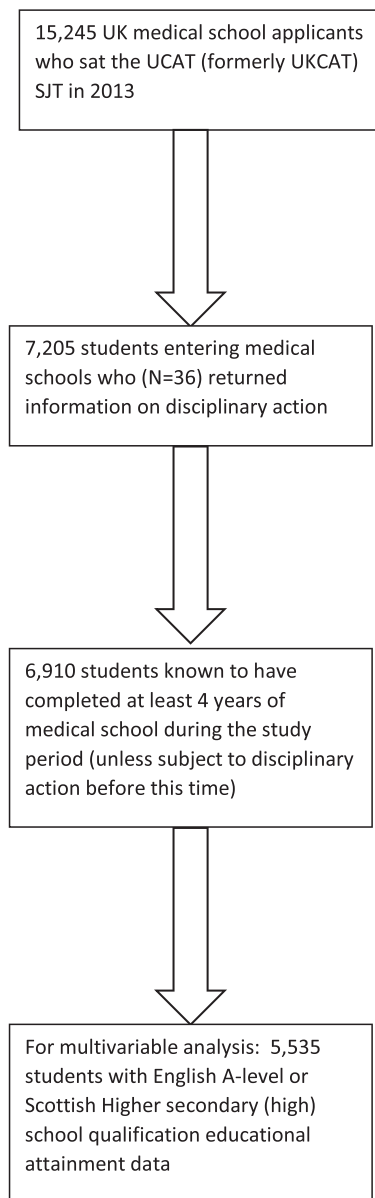 15,245 UK medical school applicants
who sat the UCAT (formerly UKCAT)
SJT in 2013
7,205 students entering medical
schools who (N=36) returned
information on disciplinary action
6,910 students known to have
completed at least 4 years of
medical school during the study
period (unless subject to disciplinary
action before this time)
For multivariable analysis:  5,535
students with English A-level or
Scottish Higher secondary (high)
school qualification educational
attainment data